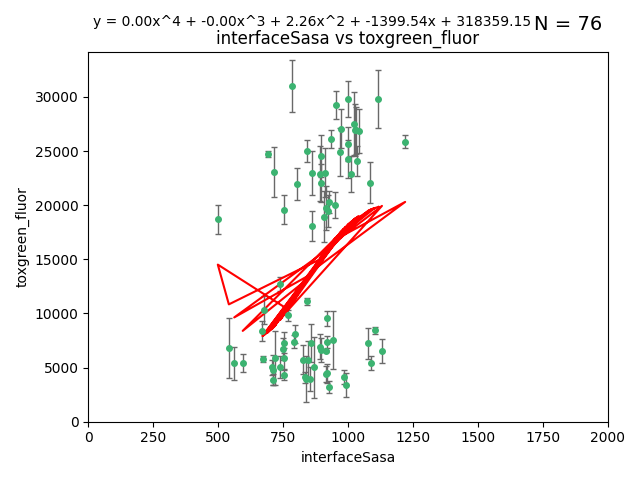 y = 0.00x^4 + -0.00x^3 + 2.26x^2 + -1399.54x + 318359.15 N = 76
interfaceSasa vs toxgreen_fluor
30000
25000
20000
15000
10000
5000
0
toxgreen_fluor
0 250 500 750 1000 1250 1500 1750 2000
interfaceSasa